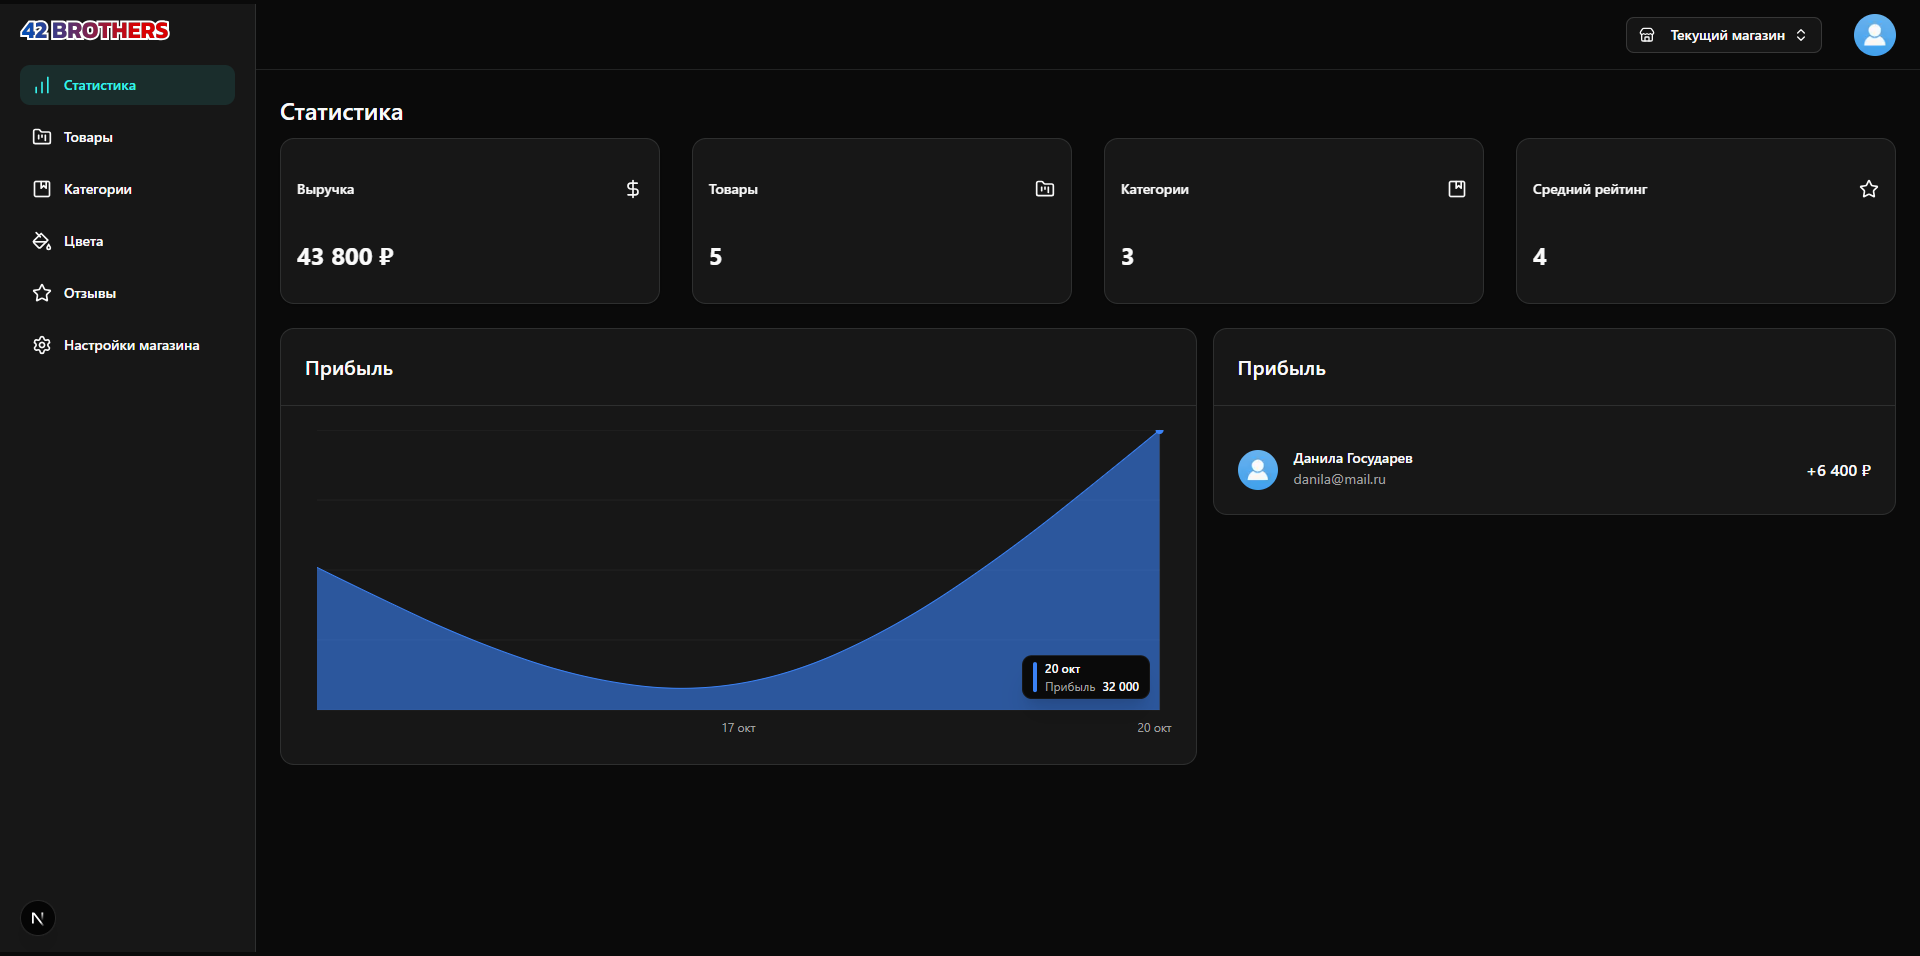 42 BROTHERS
Текущий магазин
Статистика
Товары
Категории
Цвета
Отзывы
Настройки магазина
Статистика
Выручка
43 800 ₽
Товары
5
Категории
3
Средний рейтинг
4
Прибыль
20 окт
Прибыль 32 000
17 окт
20 окт
Прибыль
Данила Государев
danila@mail.ru
+6 400 ₽
N